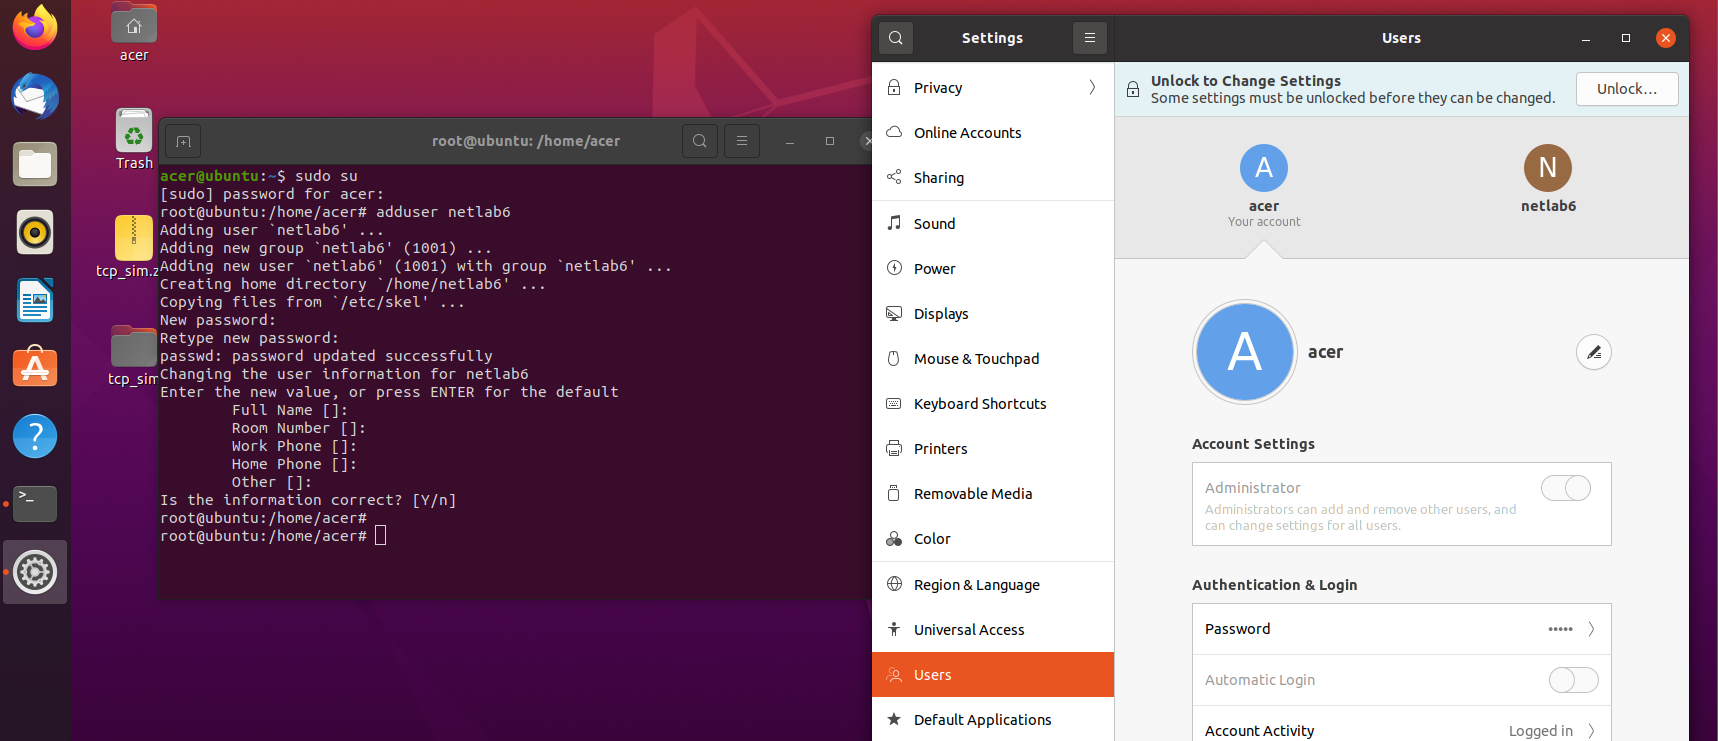 acer
Trash
tcp_sim.z
tcp_sim
root@ubuntu: /home/acer
acer@ubuntu:~$ sudo su
[sudo] password for acer:
root@ubuntu:/home/acer# adduser netlab6
Adding user `netlab6' ...
Adding new group `netlab6' (1001) ...
Adding new user `netlab6' (1001) with group `netlab6' ...
Creating home directory `/home/netlab6' ...
Copying files from `/etc/skel' ...
New password:
Retype new password:
passwd: password updated successfully
Changing the user information for netlab6
Enter the new value, or press ENTER for the default
Full Name []:
Room Number []:
Work Phone []:
Home Phone []:
Other []:
Is the information correct? [Y/n]
root@ubuntu:/home/acer#
root@ubuntu:/home/acer#
Settings
Privacy
Online Accounts
Sharing
Sound
Power
Displays
Mouse & Touchpad
Keyboard Shortcuts
Printers
Removable Media
Color
Region & Language
Universal Access
Users
Default Applications
Users
Unlock to Change Settings
Some settings must be unlocked before they can be changed.
Unlock...
A
acer
Your account
N
netlab6
A
acer
Account Settings
Administrator
Administrators can add and remove other users, and
can change settings for all users.
Authentication & Login
Password •••••
Automatic Login
Account Activity Logged in